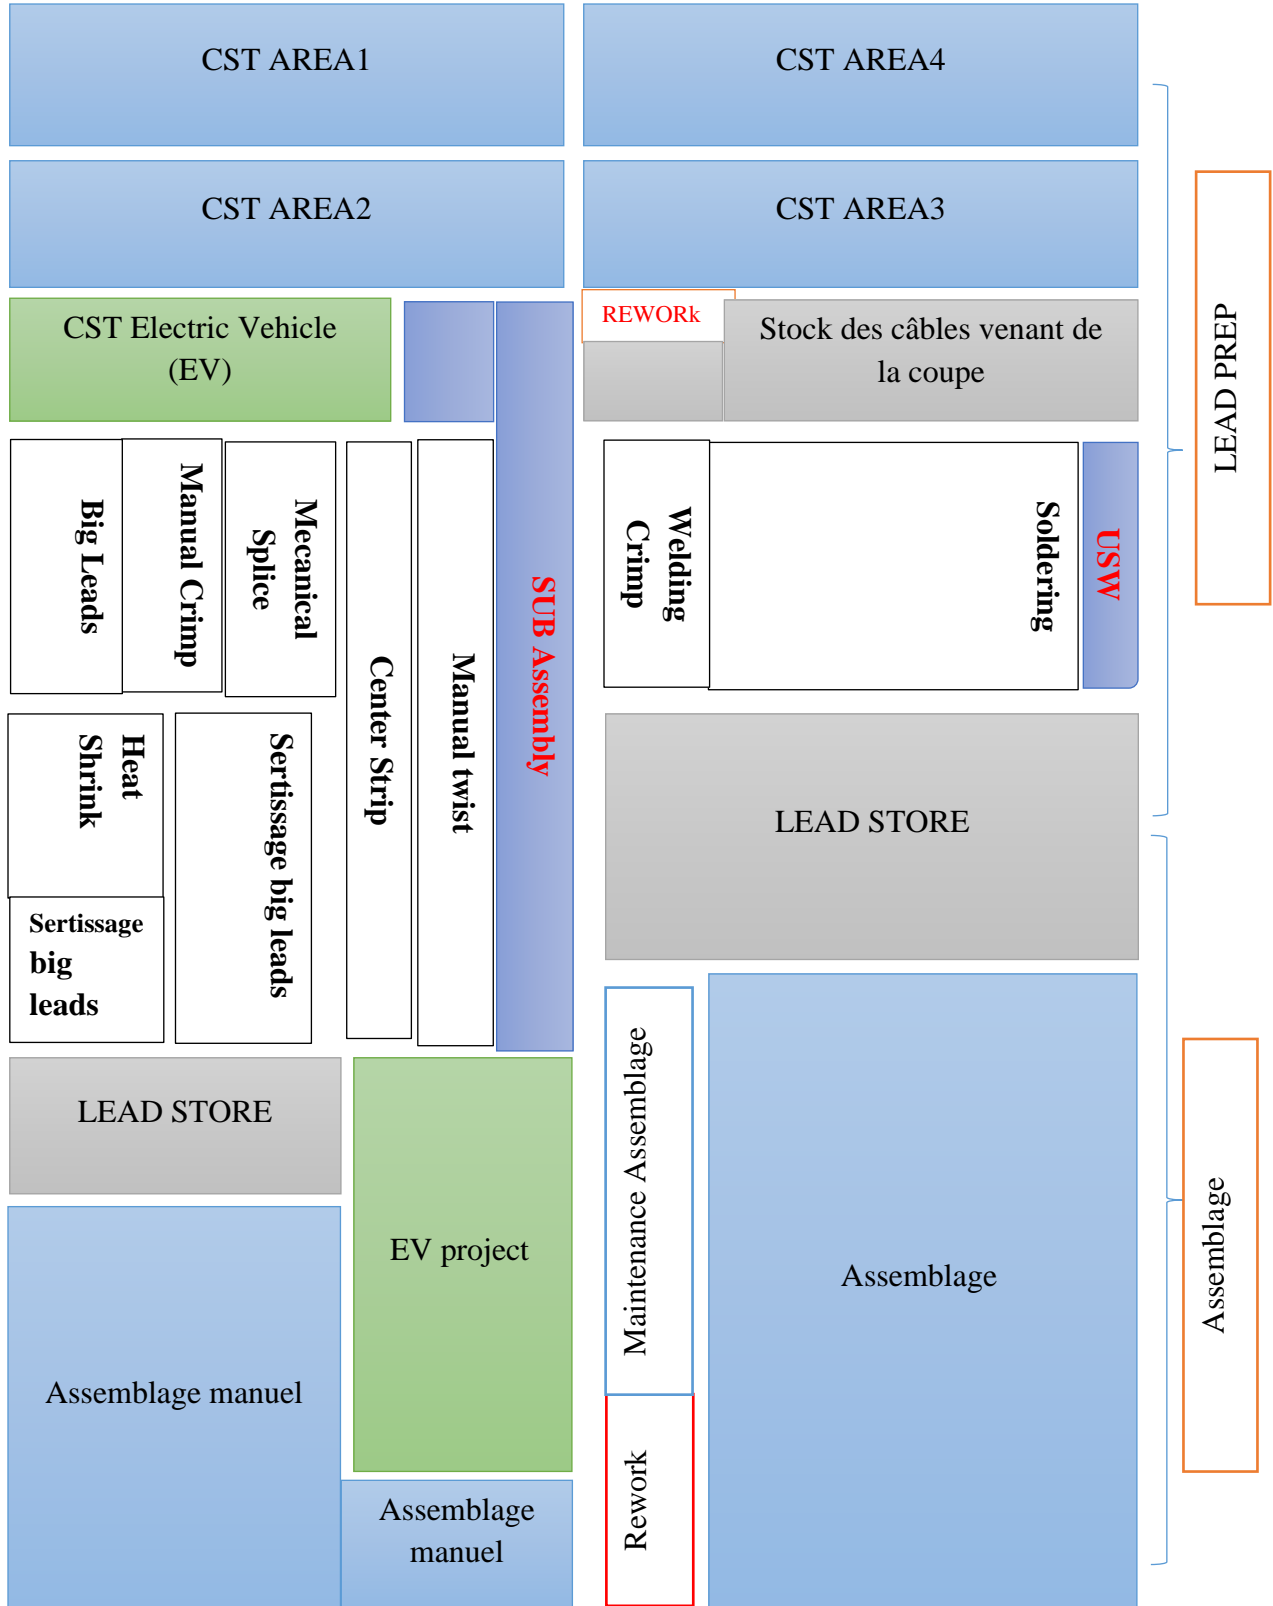 CST AREA1
CST AREA4
CST AREA2
CST AREA3
CST Electric Vehicle
(EV)
REWORk
Stock des câbles venant de
la coupe
LEAD PREP
Big Leads
Manual Crimp
Mecanical
Splice
Center Strip
Manual twist
SUB Assembly
Welding
Crimp
Soldering
USW
Heat
Shrink
Sertissage big leads
Sertissage
big
leads
LEAD STORE
LEAD STORE
EV project
Maintenance Assemblage
Assemblage
Assemblage
Assemblage manuel
Rework
Assemblage
manuel